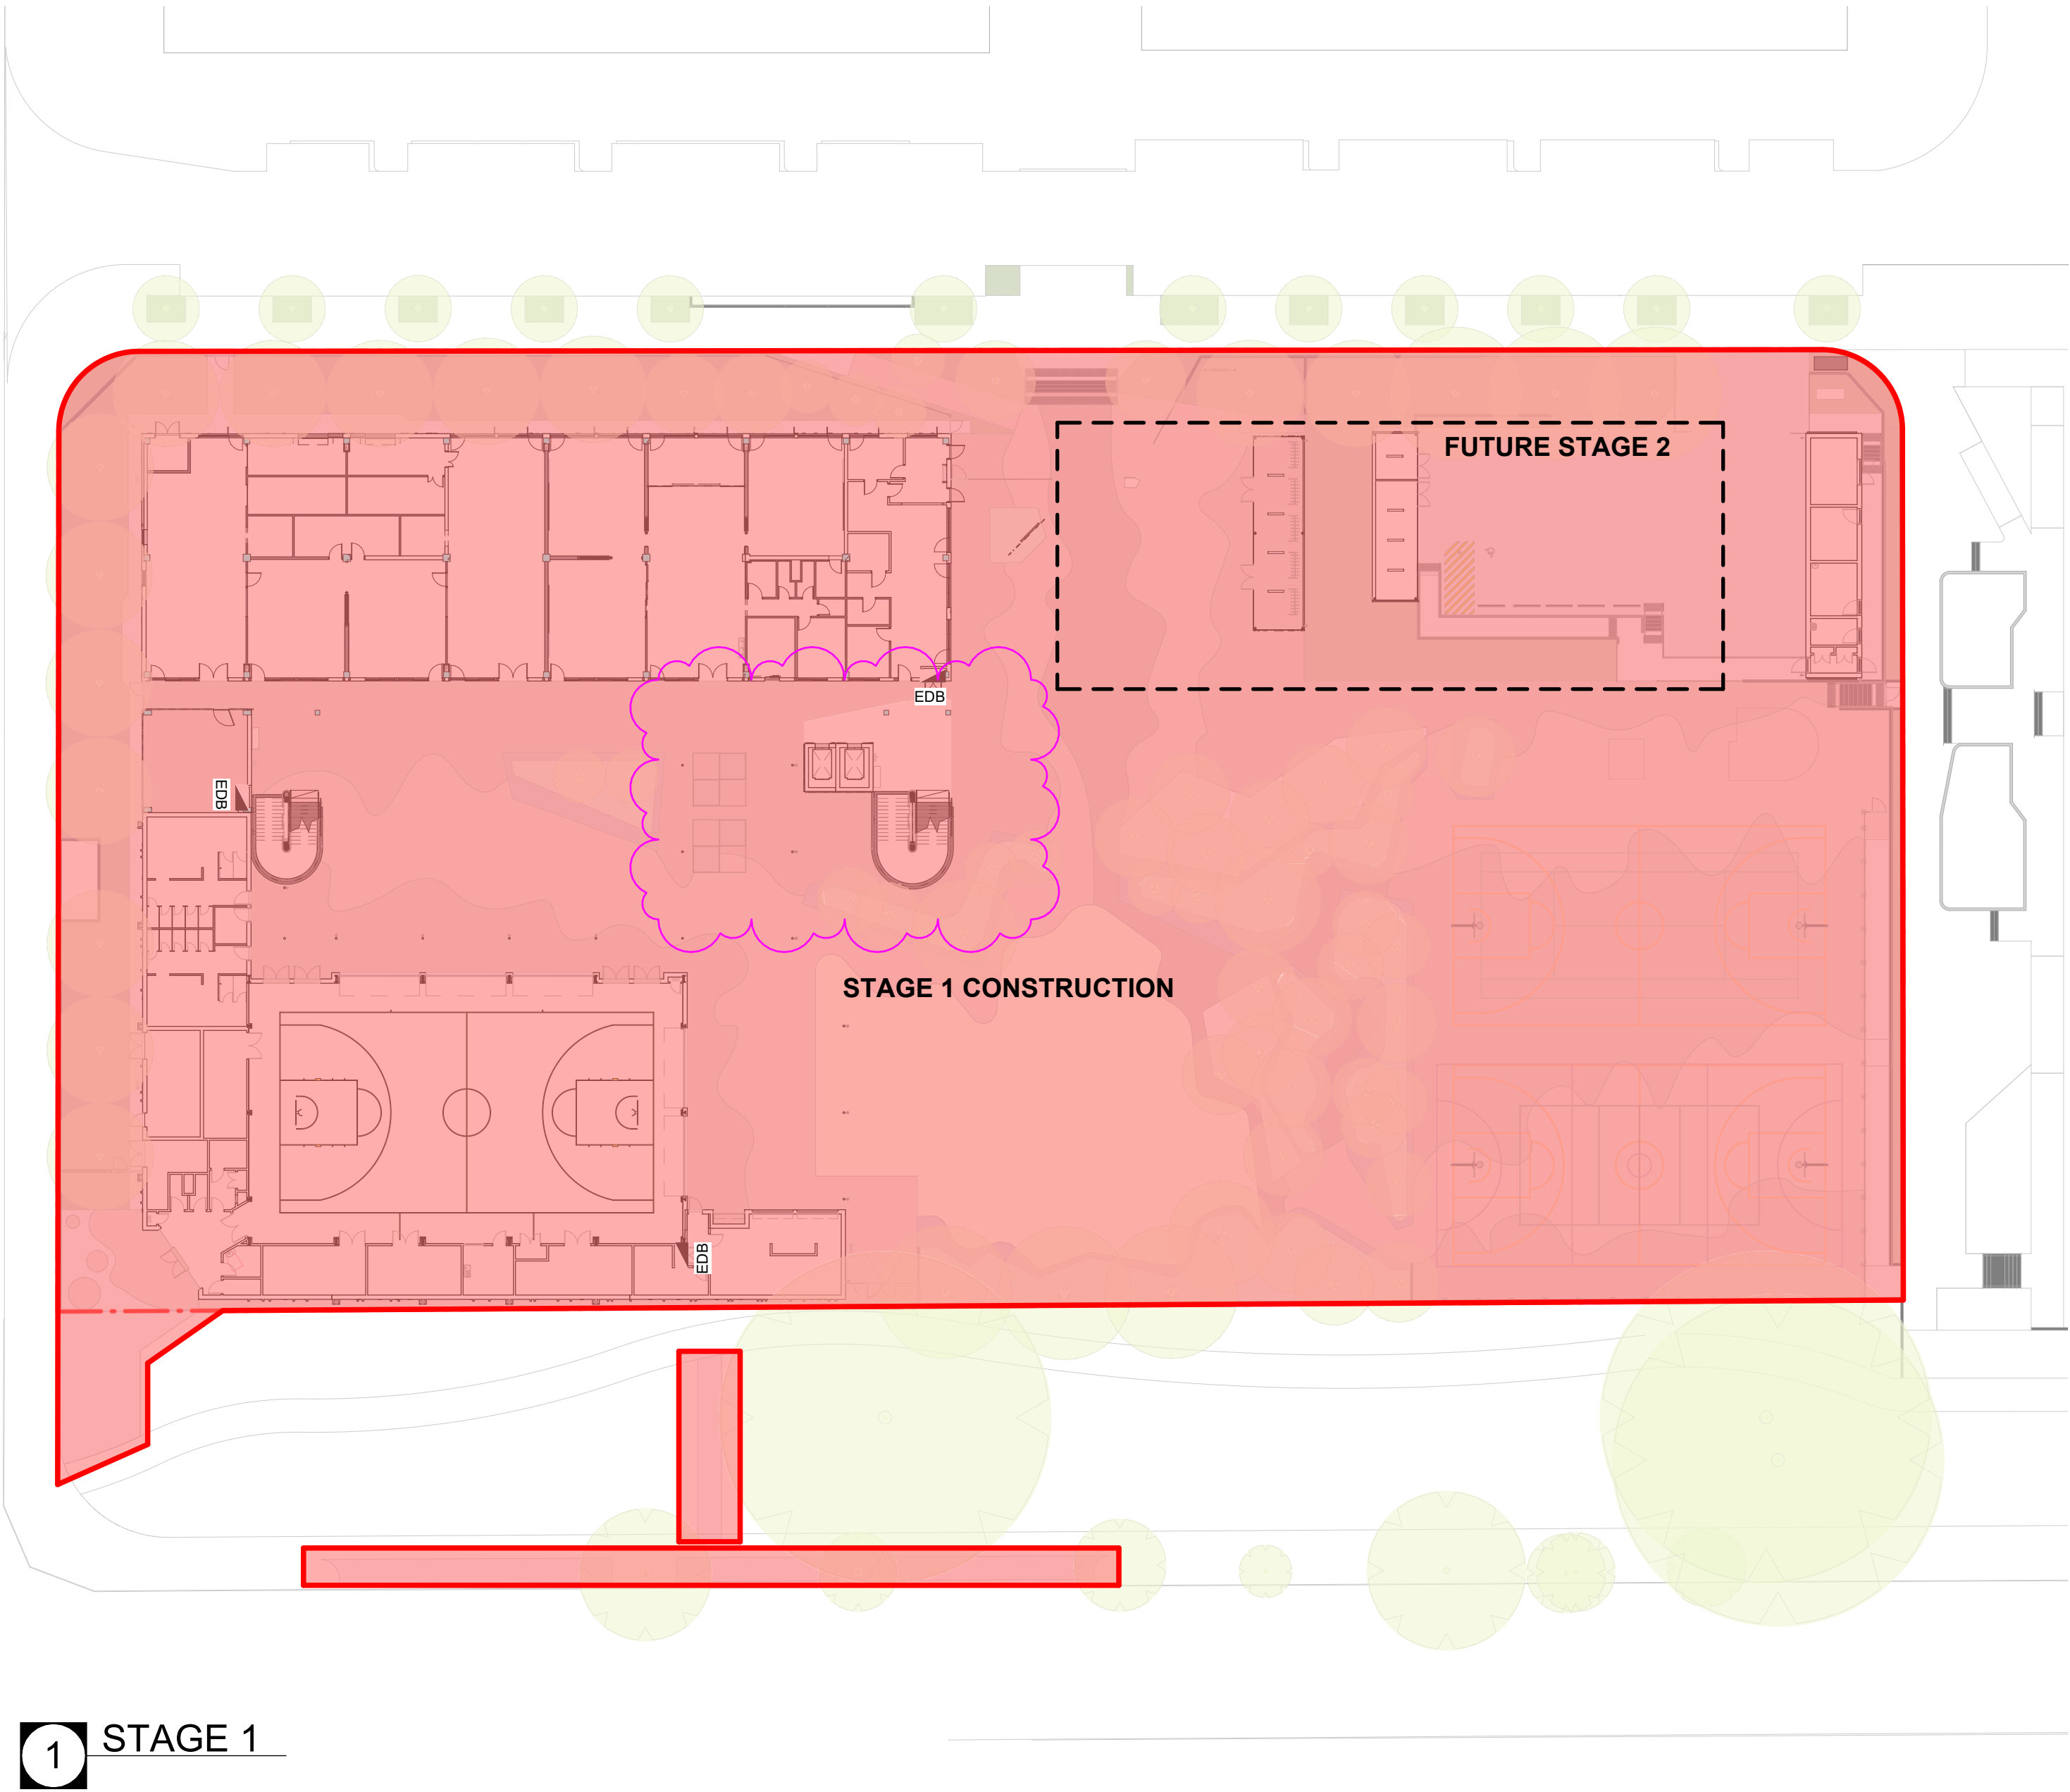 FUTURE STAGE 2
EDB
EDB
STAGE 1 CONSTRUCTION
EDB
1 STAGE 1